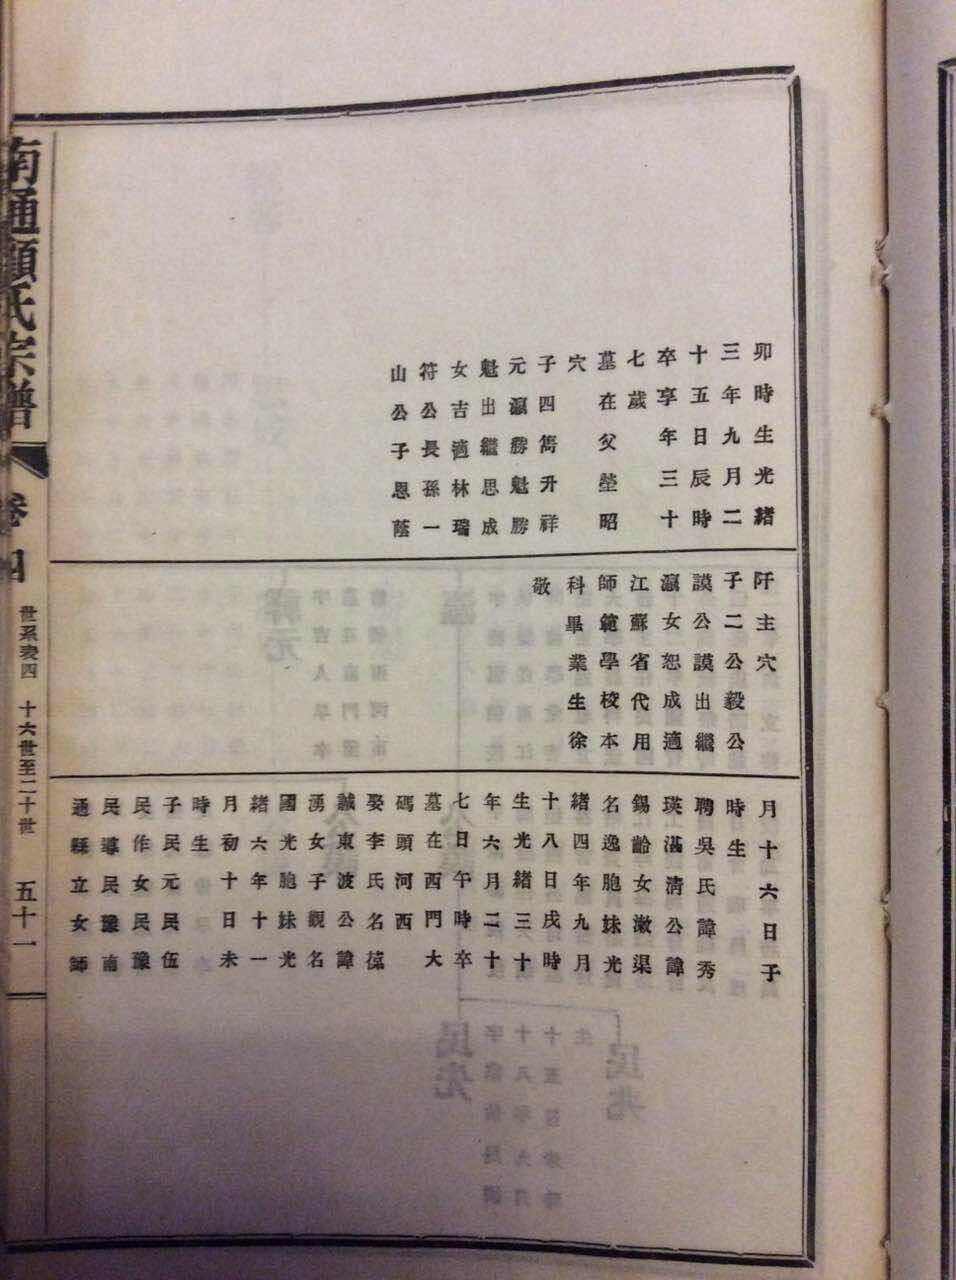 卯時生光緒
三年九月二
十五日辰時
卒享年三十
七歲
墓在父塋昭
穴
子四雋升祥
元瀛勝魁勝
魁出繼思成
女吉適林瑞
符公長孫一
山公子恩蔭
阡主穴
子二公毅公
謨公謨出繼
瀛女恕成適
江蘇省代用
師範學校本
科畢業生徐
敬
月十六日子
時生
聘吳氏諱秀
瑛滿清公諱
錫齡女漱渠
名逸胞妹光
緒四年九月
十八日戌時
生光緒三十
年六月二十
七日午時卒
墓在西門大
碼頭河西
娶李氏名葆
誠東波公諱
湧女子觀名
國光胞妹光
緒六年十一
月初十日未
時生
子民元民伍
民作女民豫
民導民豫南
通縣立女師
南通顧氏宗譜
卷四
世系表四 十六世至二十世
五十一